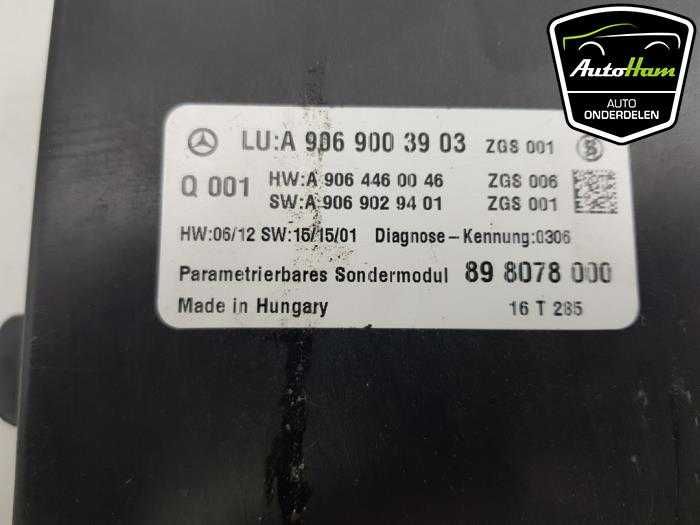 AutoHam
AUTO
ONDERDELEN
LU:A 906 900 39 03 ZGS 001
Q 001 HW:A 906 446 00 46 ZGS 006
SW:A 906 902 94 01 ZGS 001
HW:06/12 SW:15/15/01 Diagnose-Kennung:0306
Parametrierbares Sondermodul 89 8078 000
Made in Hungary 16 T 285